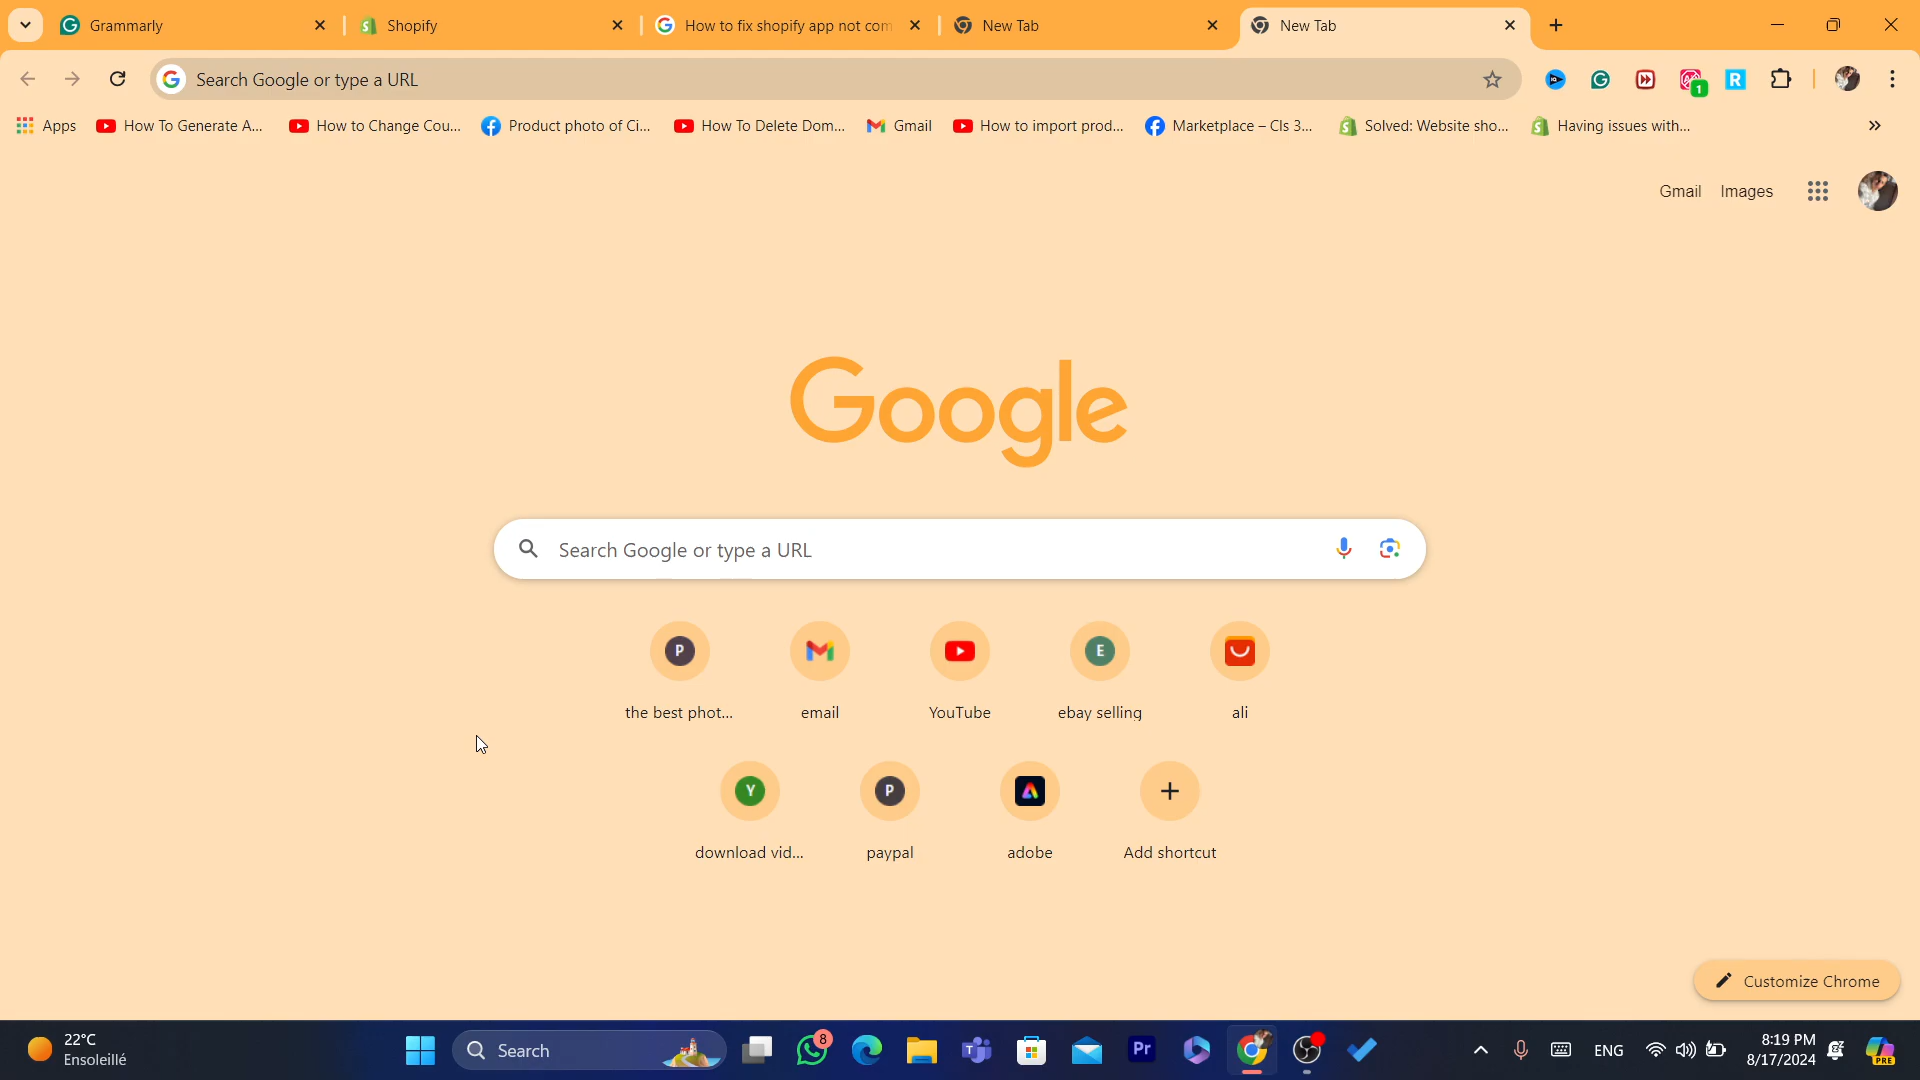 Grammarly
Shopify
How to fix shopify app not com
New Tab
New Tab
Search Google or type a URL
1
R
Apps
How To Generate A...
How to Change Cou...
Product photo of Ci...
How To Delete Dom...
Gmail
How to import prod...
Marketplace – Cls 3...
Solved: Website sho...
Having issues with...
Gmail
Images
Google
Search Google or type a URL
P
E
the best phot...
email
YouTube
ebay selling
ali
Y
P
download vid...
paypal
adobe
Add shortcut
Customize Chrome
22°C
Ensoleillé
Search
8
Pr
ENG
8:19 PM
8/17/2024
PRE